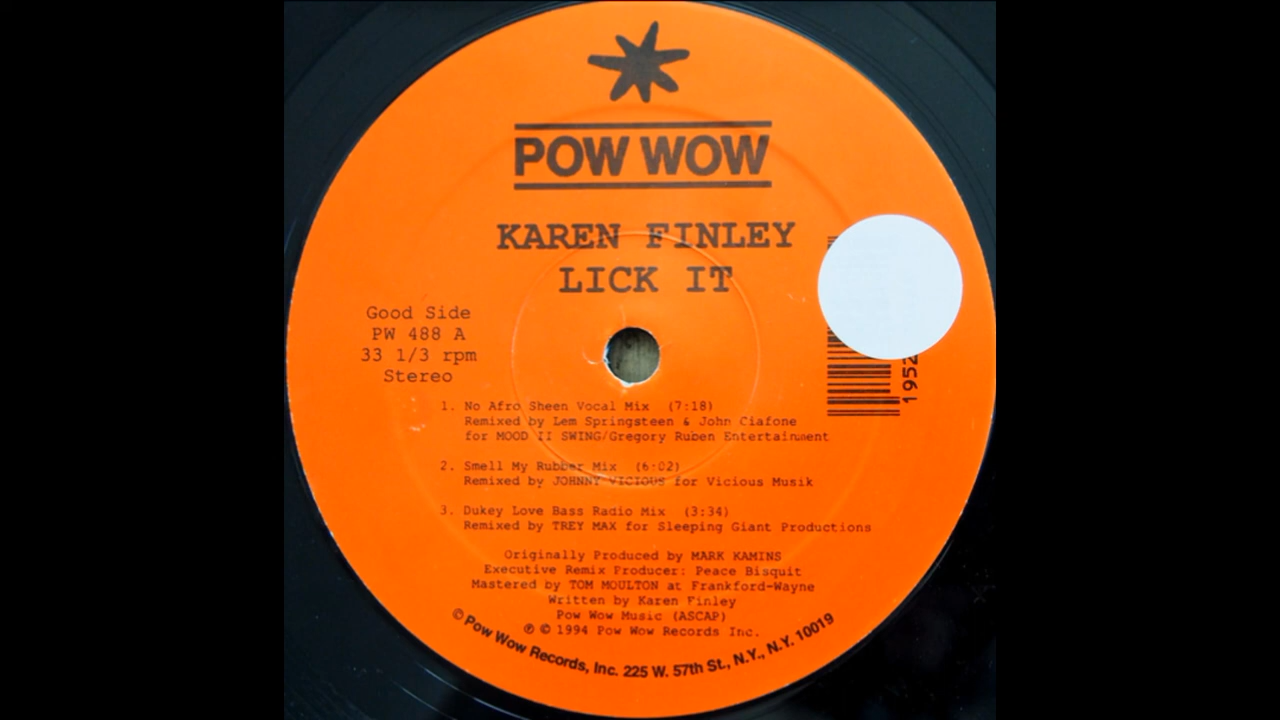 POW WOW
KAREN FINLEY
LICK IT
Good Side
PW 488 A
33 1/3 rpm
Stereo
1952
1. No Afro Sheen Vocal Mix (7:18)
Remixed by Lem Springsteen & John Ciafone
for MOOD II SWING/Gregory Ruben Entertainment
2. Smell My Rubber Mix (6:02)
Remixed by JOHNNY VICIOUS for Vicious Musik
3. Dukey Love Bass Radio Mix (3:34)
Remixed by TREY MAX for Sleeping Giant Productions
Originally Produced by MARK KAMINS
Executive Remix Producer: Peace Bisquit
Mastered by TOM MOULTON at Frankford-Wayne
Written by Karen Finley
Pow Wow Music (ASCAP)
℗ © 1994 Pow Wow Records Inc.
© Pow Wow Records, Inc. 225 W. 57th St., N.Y., N.Y. 10019